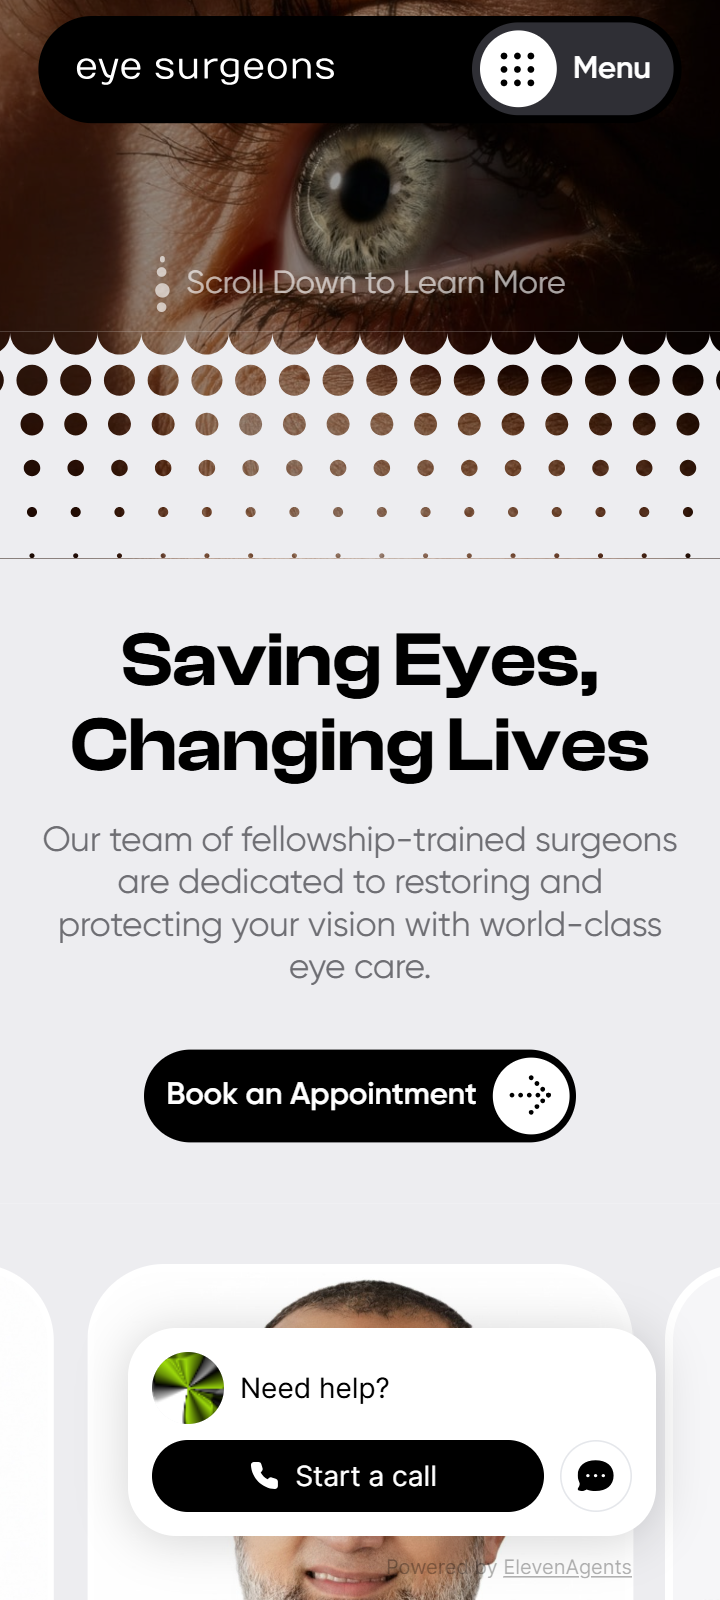 eye surgeons
Menu
Scroll Down to Learn More
Saving Eyes,
Changing Lives
Our team of fellowship-trained surgeons
are dedicated to restoring and
protecting your vision with world-class
eye care.
Book an Appointment
Need help?
Start a call
Powered by ElevenAgents